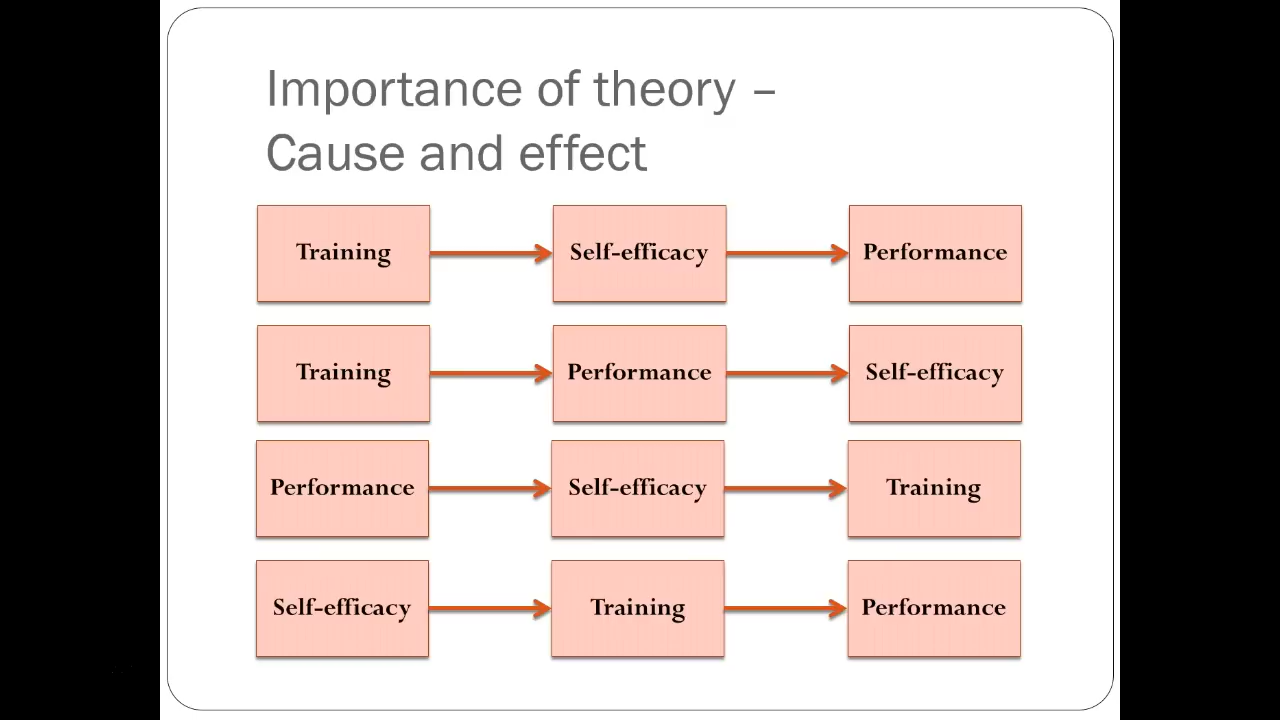 Importance of theory –
Cause and effect
Training
Self-efficacy
Performance
Training
Performance
Self-efficacy
Performance
Self-efficacy
Training
Self-efficacy
Training
Performance